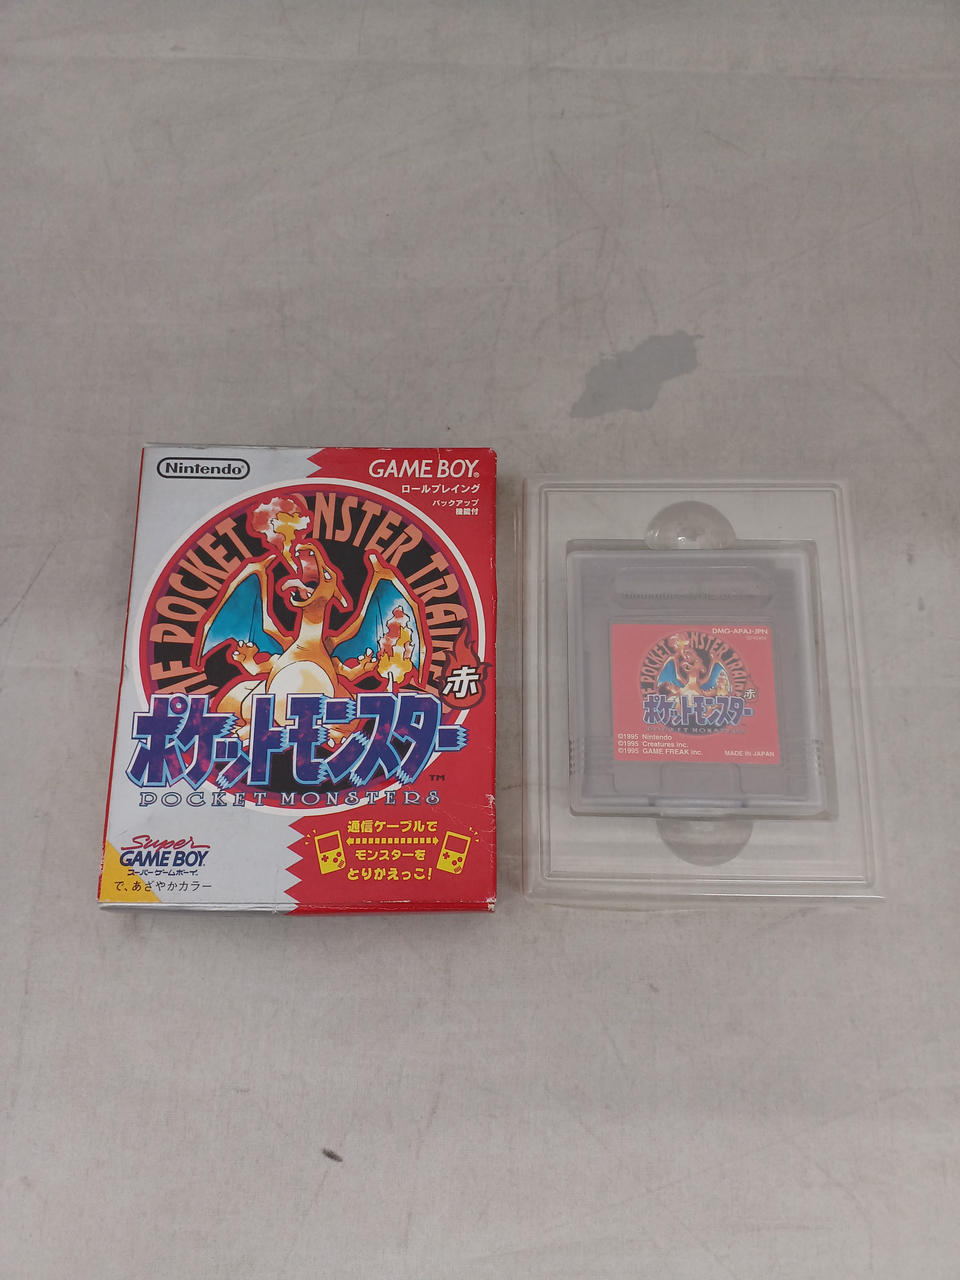 Nintendo®
GAME BOY®
ロールプレイング
バックアップ
機能付
POCKET MONSTER TRAI
赤
ポケットモンスター
TM
POCKET MONSTERS
Super
GAME BOY
スーパーゲームボーイ
で、あざやかカラー
通信ケーブルで
モンスターを
とりかえっこ!
DMG-APAJ-JPN
POCKET MONSTER TRAI
赤
ポケットモンスター
POCKET MONSTERS
©1995 Nintendo
©1995 Creatures inc.
©1995 GAME FREAK inc.
MADE IN JAPAN